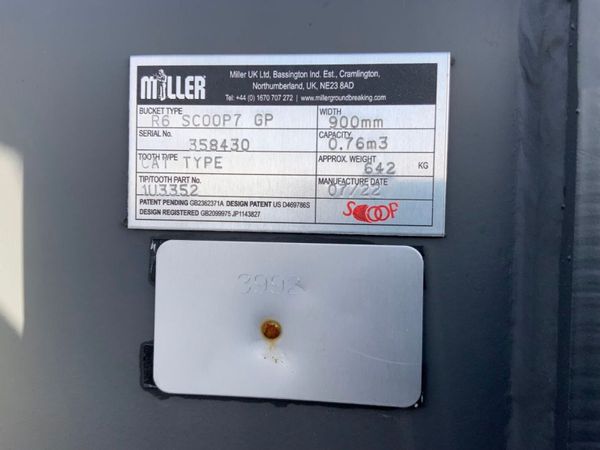 MILLER
Miller UK Ltd, Bassington Ind. Est., Cramlington,
Northumberland, UK, NE23 8AD
Tel: +44 (0) 1670 707 272 | www.millergroundbreaking.com
BUCKET TYPE WIDTH
R6 SCOOP7 GP 900mm
SERIAL No. CAPACITY
358430 0.76m3
TOOTH TYPE APPROX. WEIGHT
CAT TYPE 642 KG
TIP/TOOTH PART No. MANUFACTURE DATE
1U3352 07/22
PATENT PENDING GB2362371A DESIGN PATENT US D469786S
DESIGN REGISTERED GB2099975 JP1143827